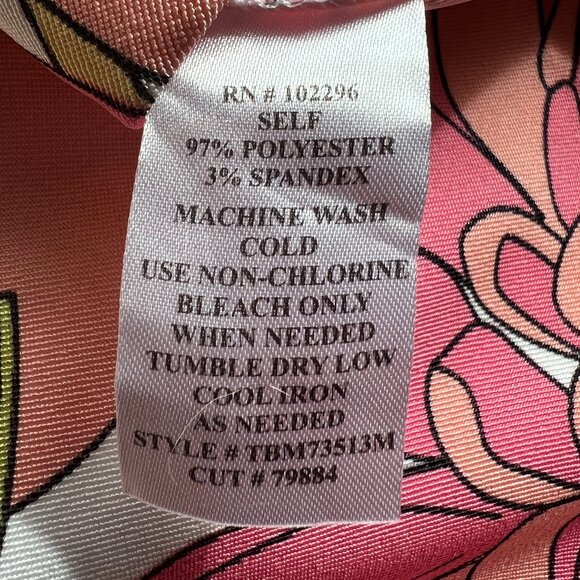 RN # 102296
SELF
97% POLYESTER
3% SPANDEX
MACHINE WASH
COLD
USE NON-CHLORINE
BLEACH ONLY
WHEN NEEDED
TUMBLE DRY LOW
COOL IRON
AS NEEDED
STYLE # TBM73513M
CUT # 79884